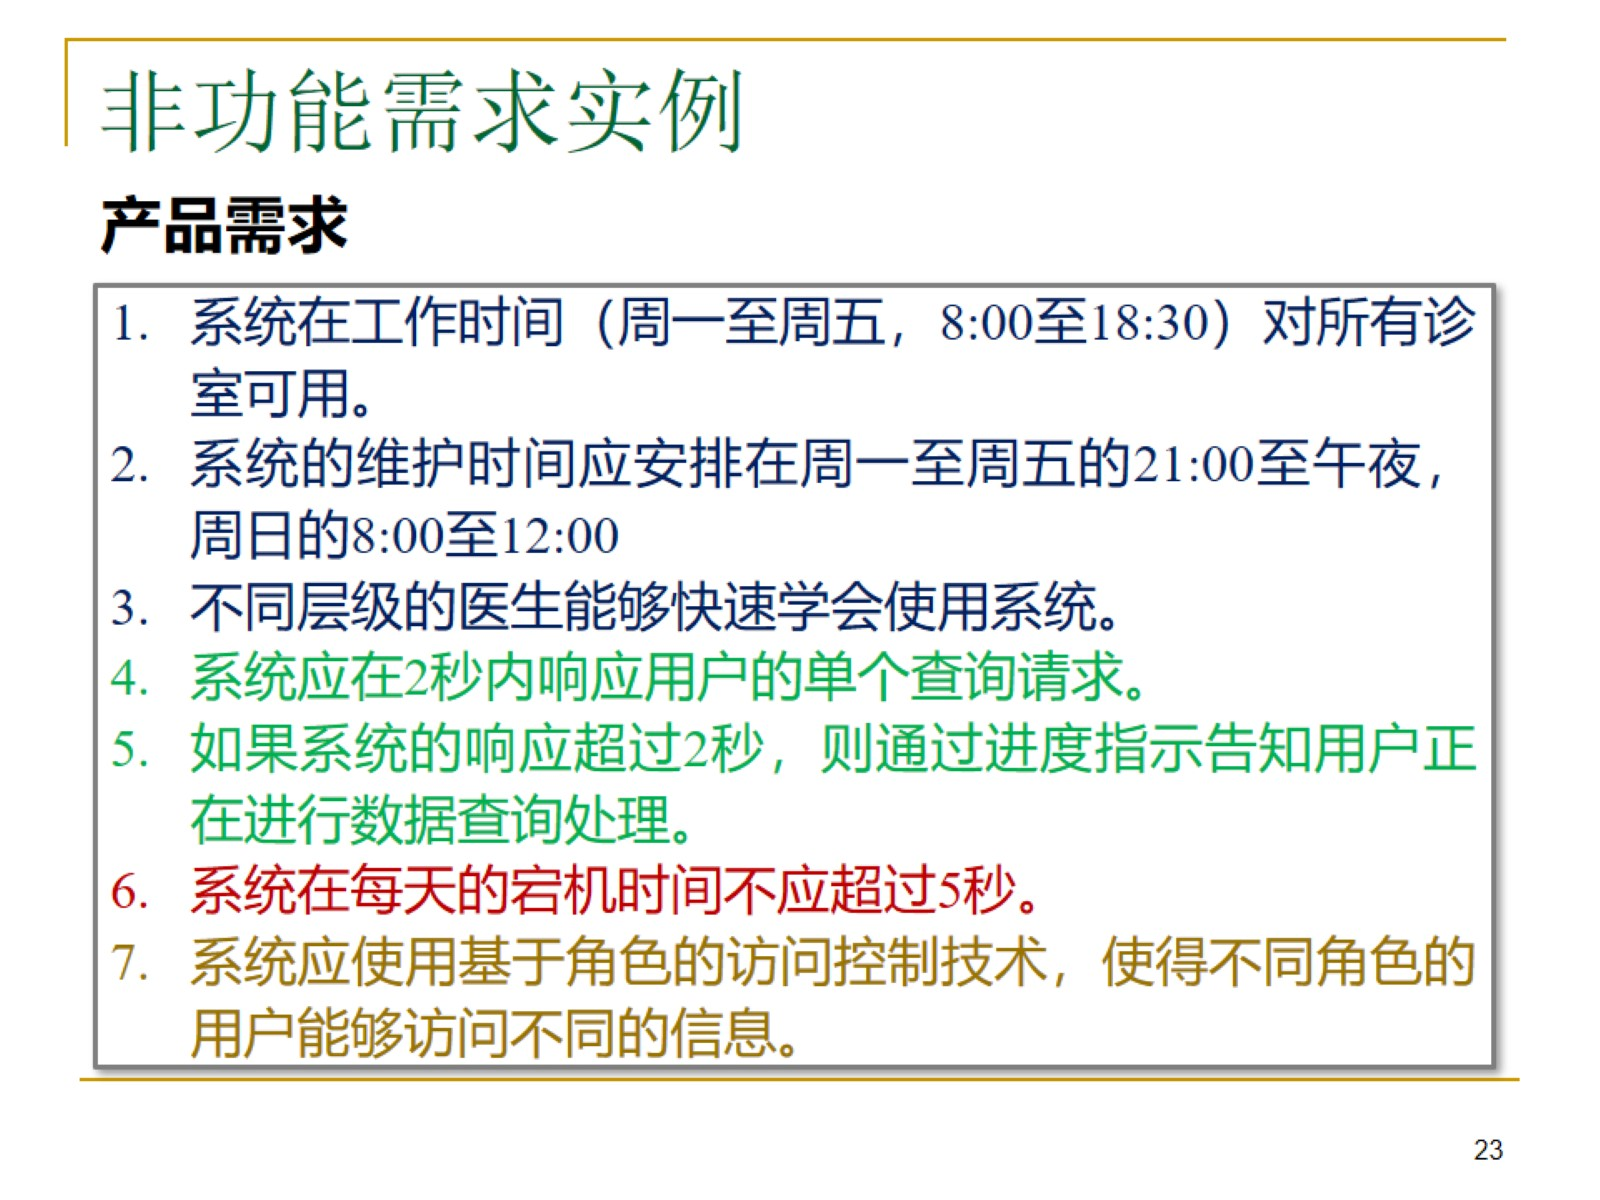 非功能需求实例
产品需求
1. 系统在工作时间（周一至周五，8:00至18:30）对所有诊
室可用。
2. 系统的维护时间应安排在周一至周五的21:00至午夜，
周日的8:00至12:00
3. 不同层级的医生能够快速学会使用系统。
4. 系统应在2秒内响应用户的单个查询请求。
5. 如果系统的响应超过2秒，则通过进度指示告知用户正
在进行数据查询处理。
6. 系统在每天的宕机时间不应超过5秒。
7. 系统应使用基于角色的访问控制技术，使得不同角色的
用户能够访问不同的信息。
23